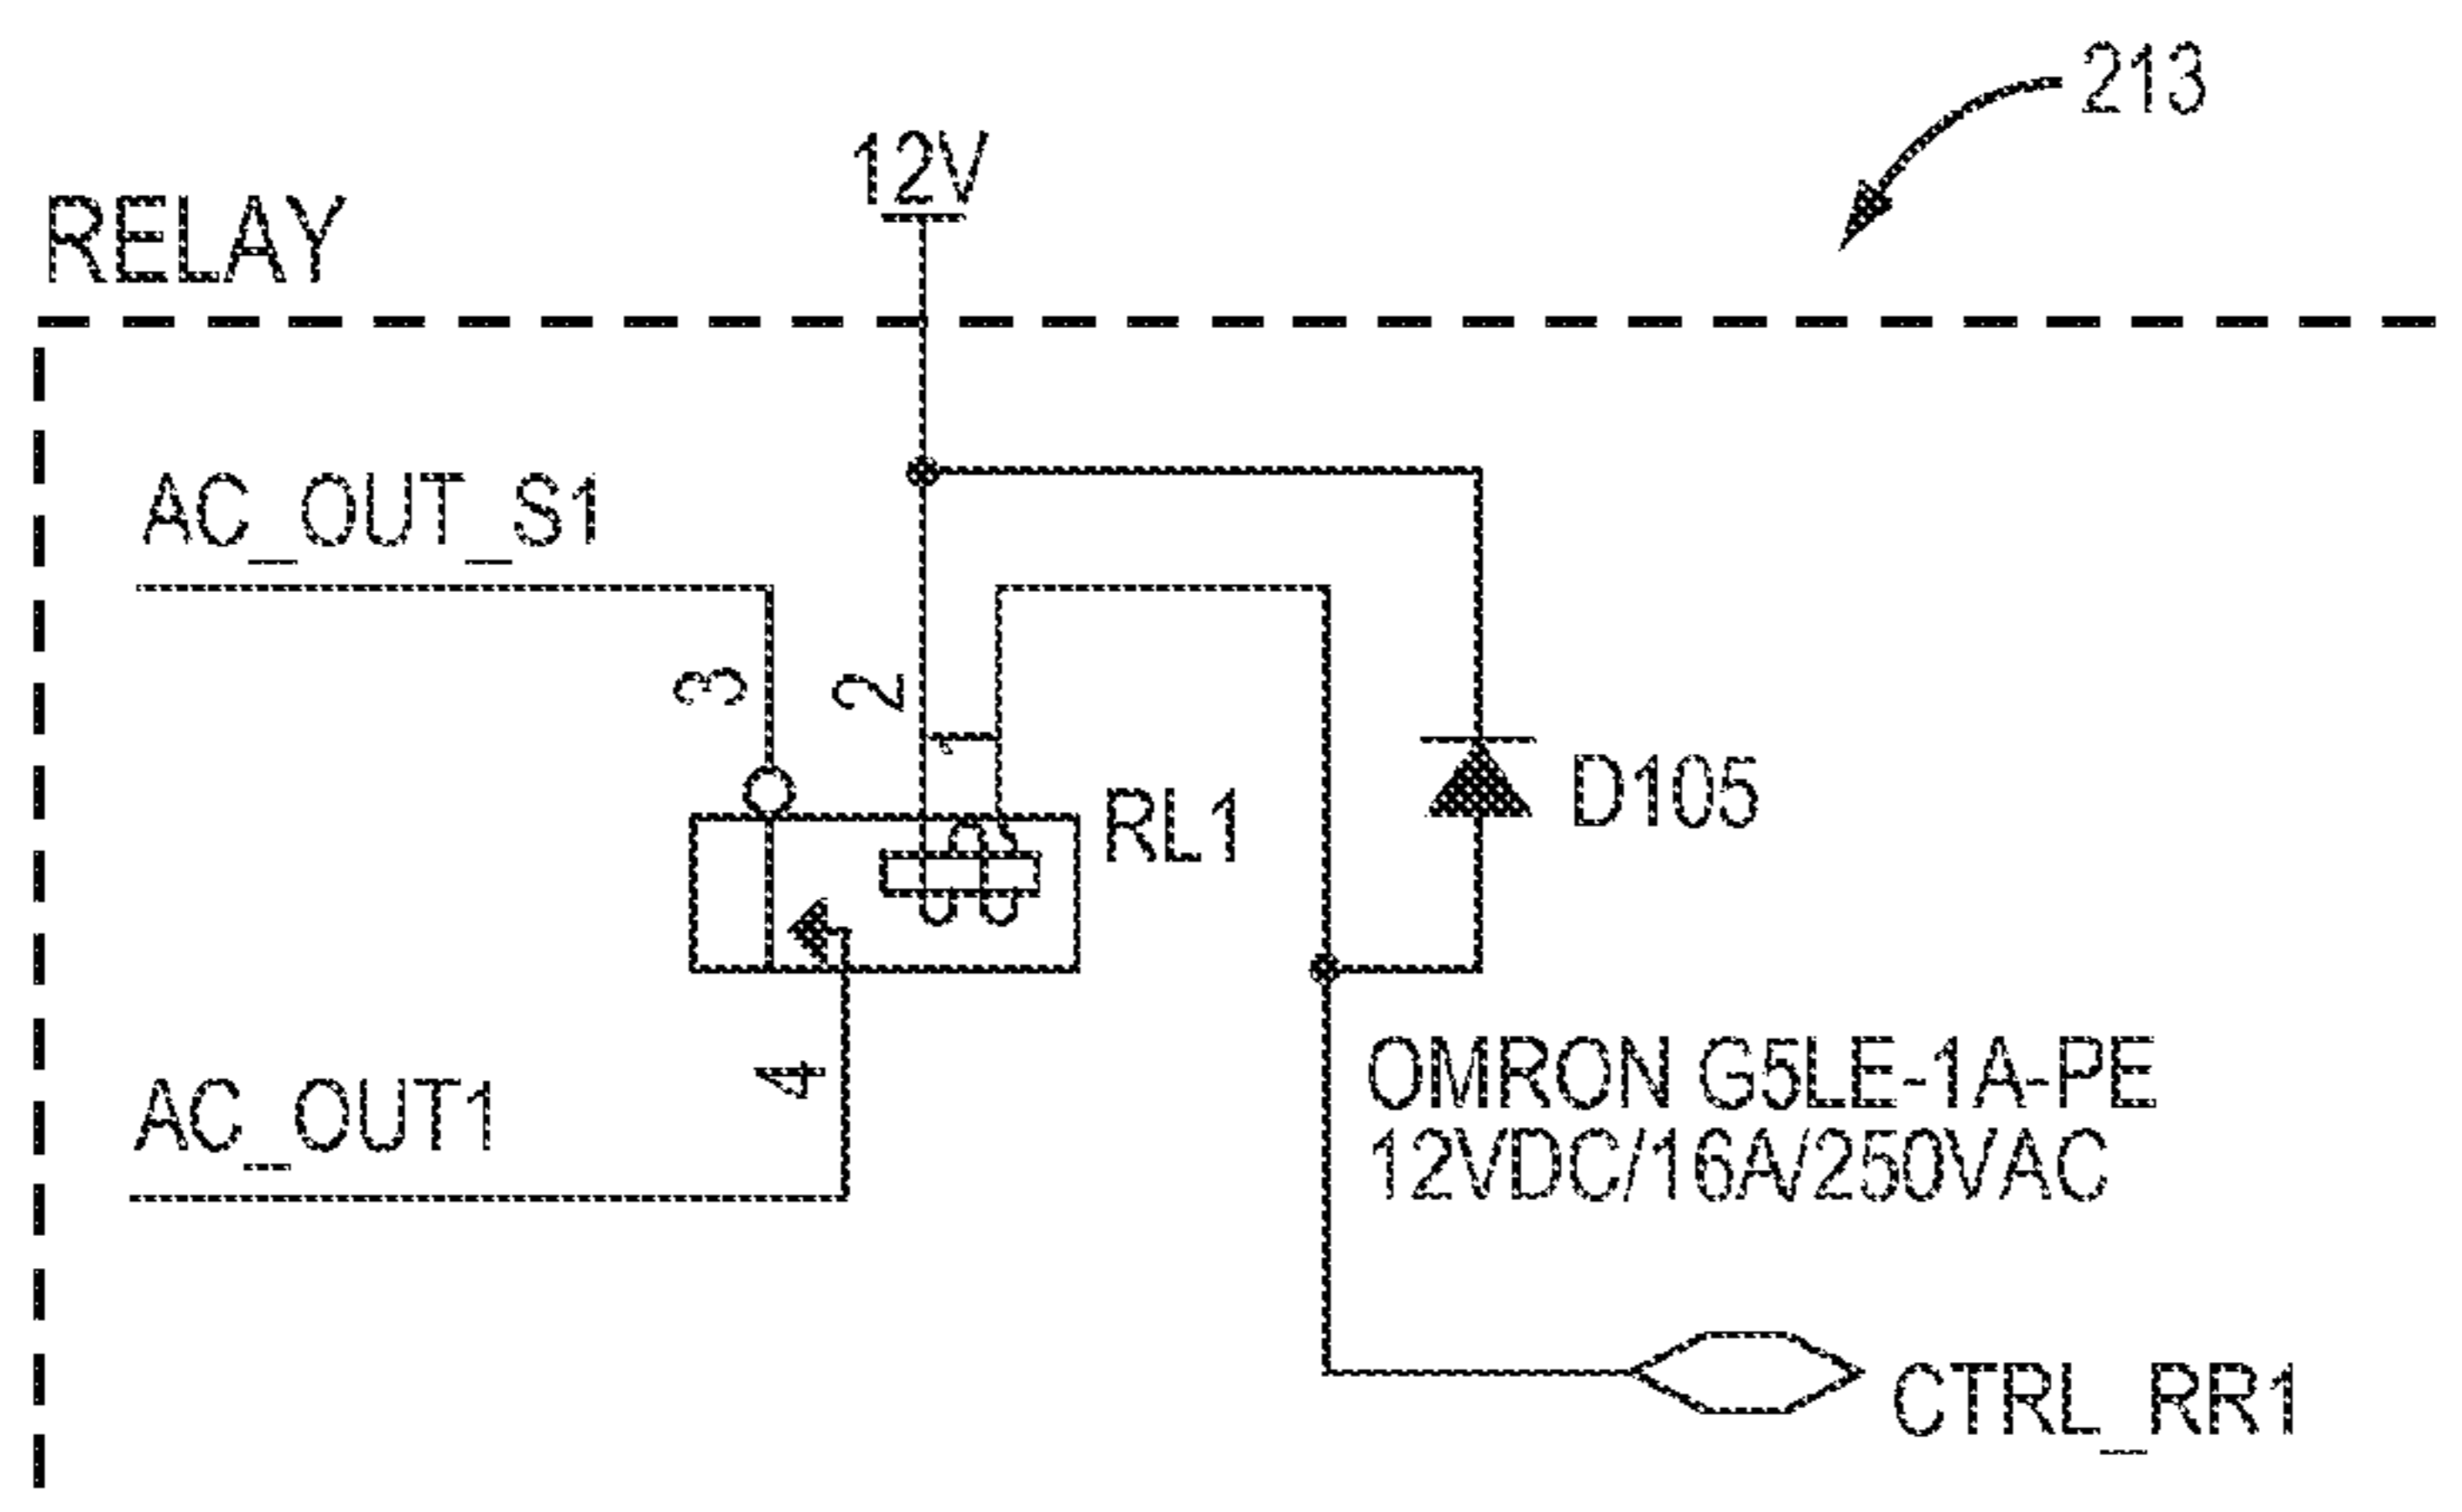 213
12V
RELAY
AC_OUT_S1
3
2
1
RL1
D105
4
AC_OUT1
OMRON G5LE-1A-PE
12VDC/16A/250VAC
CTRL_RR1